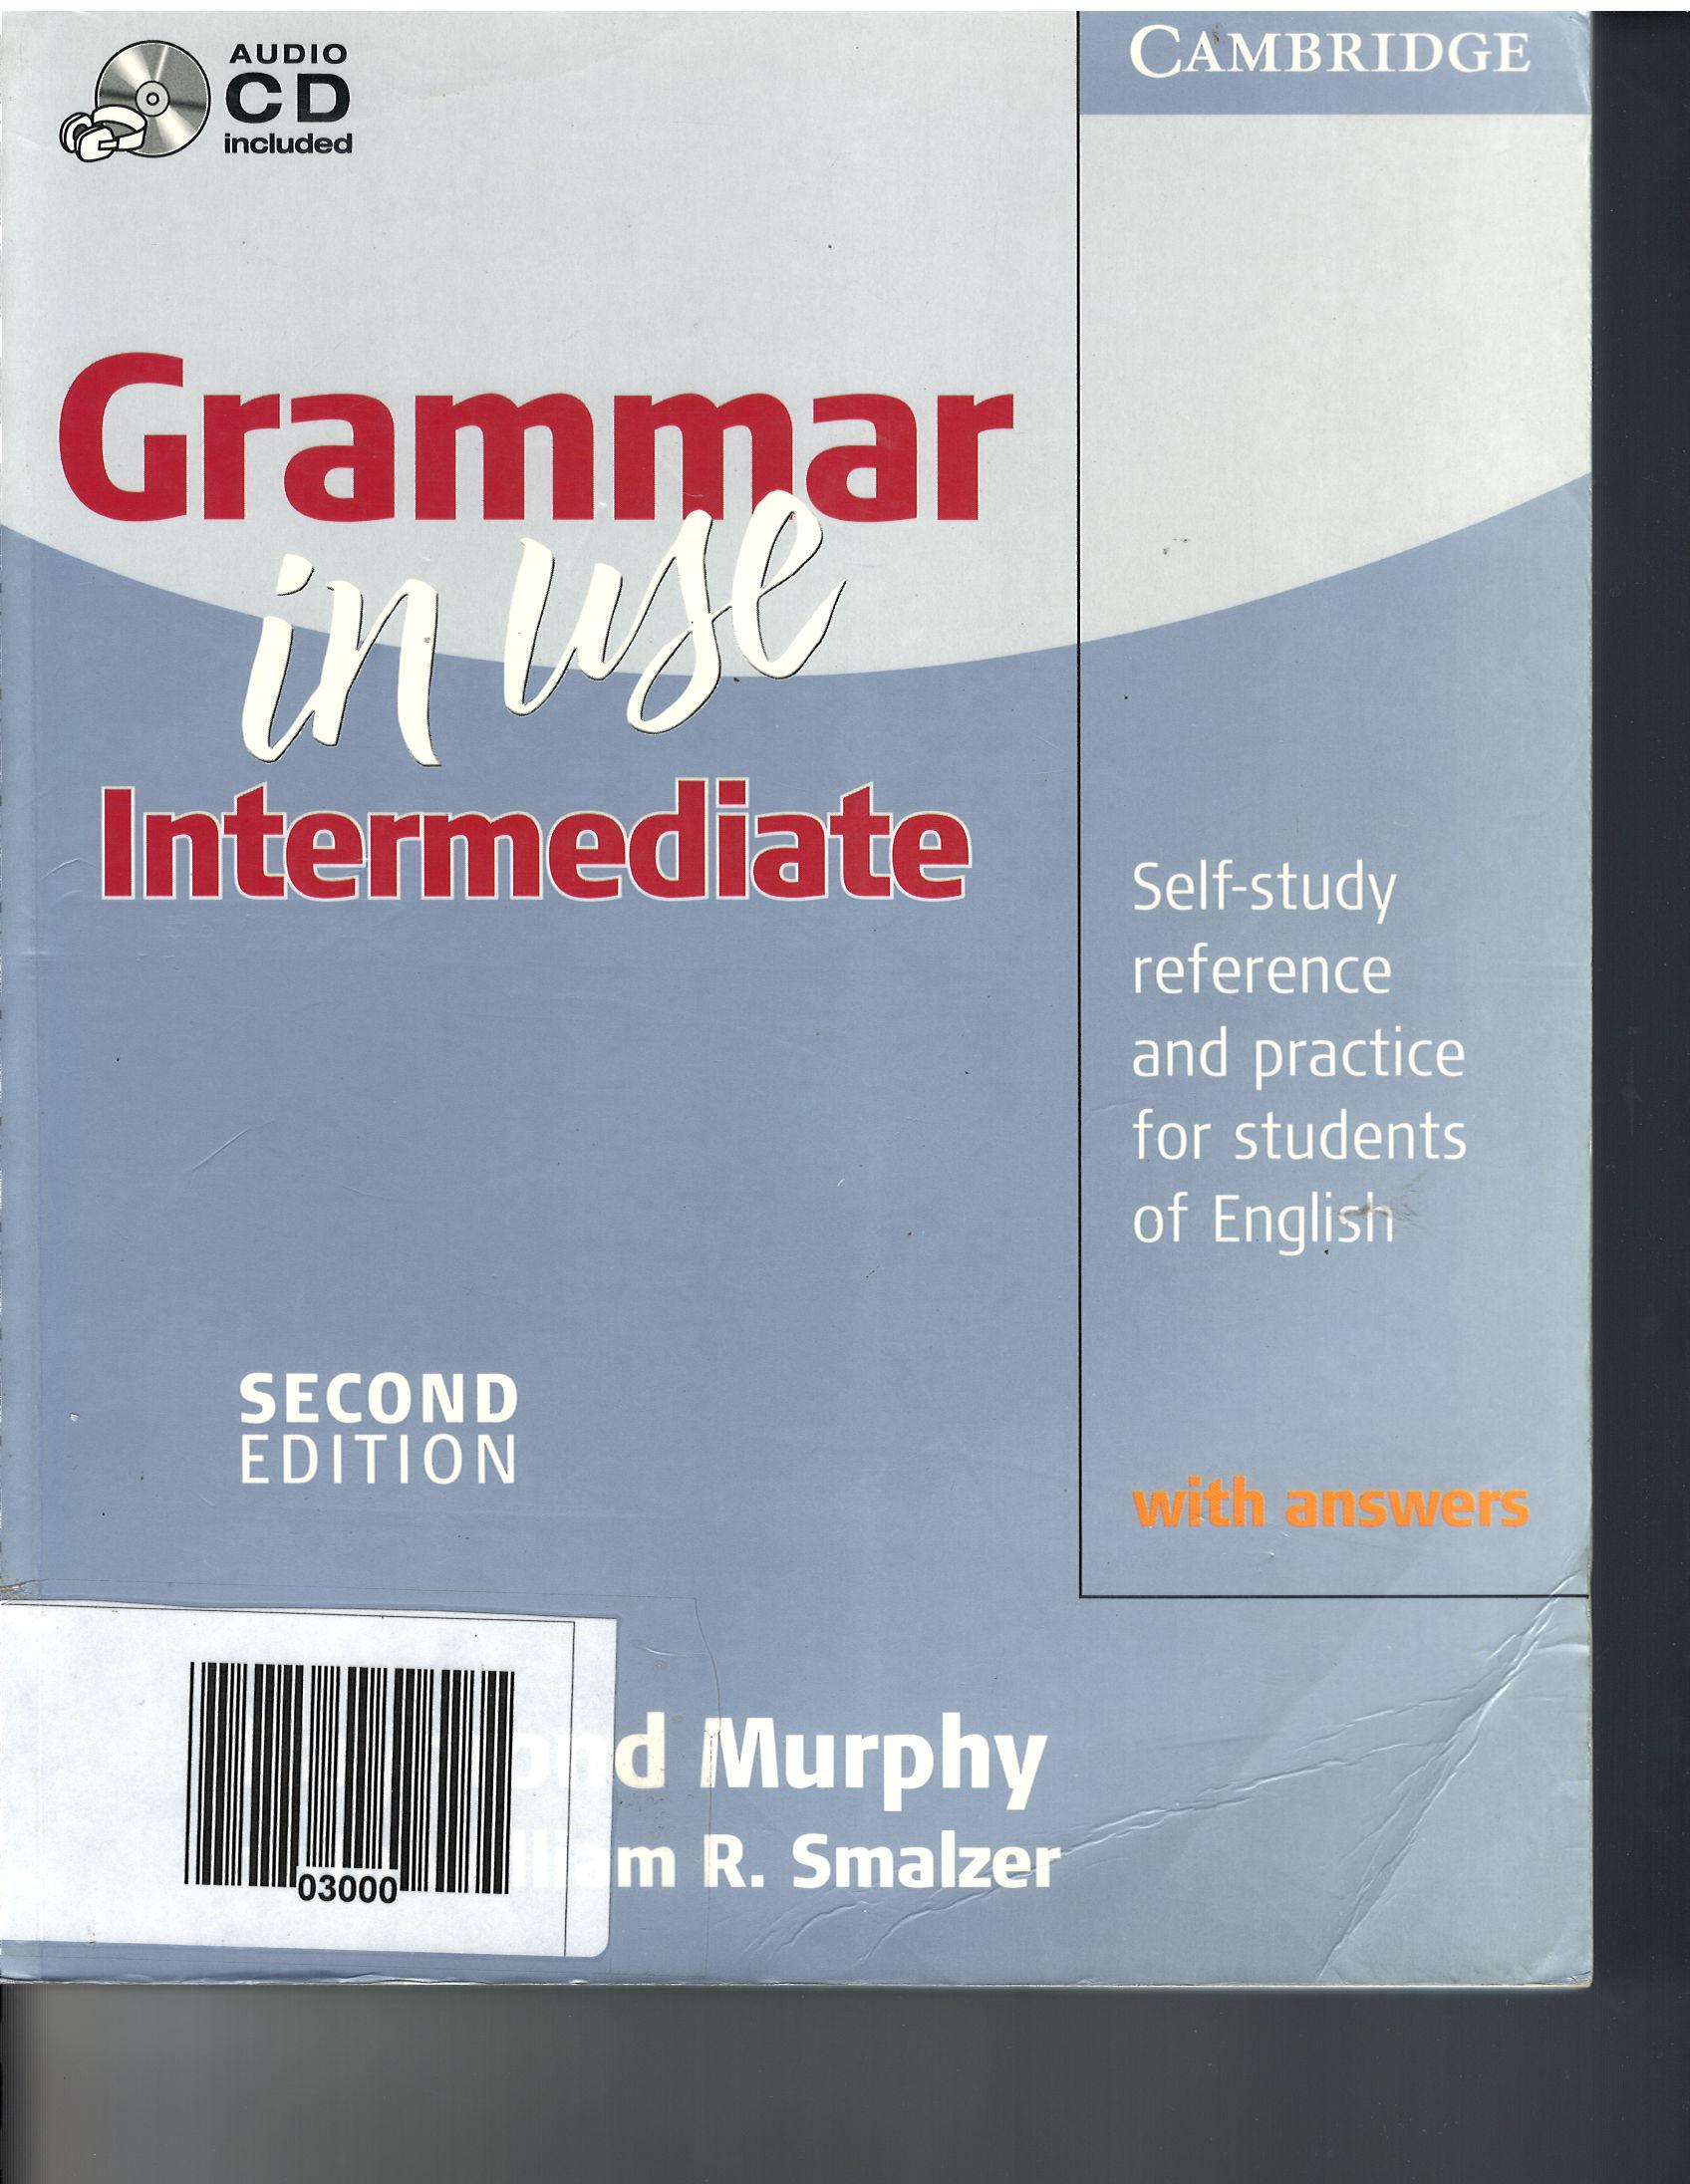 AUDIO
CD
included
CAMBRIDGE
Grammar
in use
Intermediate
Self-study
reference
and practice
for students
of English
SECOND
EDITION
with answers
Murphy
R. Smalzer
03000